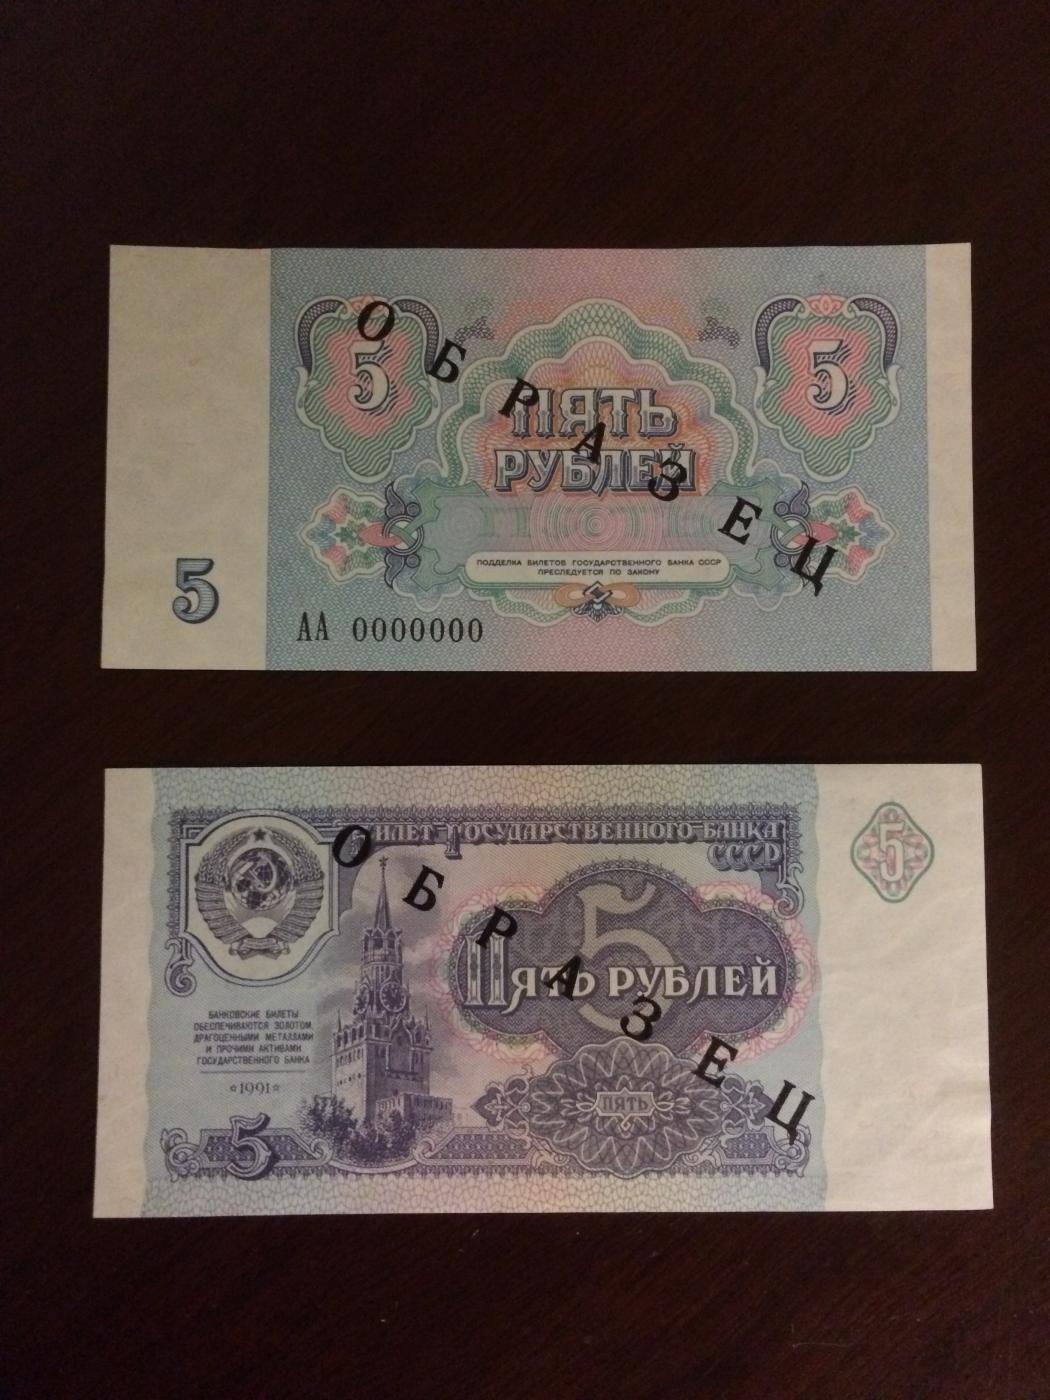 ОБРАЗЕЦ
5
5
ПЯТЬ
РУБЛЕЙ
ПОДДЕЛКА БИЛЕТОВ ГОСУДАРСТВЕННОГО БАНКА СССР
ПРЕСЛЕДУЕТСЯ ПО ЗАКОНУ
5
АА 0000000
ОБРАЗЕЦ
БИЛЕТ ГОСУДАРСТВЕННОГО БАНКА
СССР
5
5
ПЯТЬ РУБЛЕЙ
БАНКОВСКИЕ БИЛЕТЫ
ОБЕСПЕЧИВАЮТСЯ ЗОЛОТОМ,
ДРАГОЦЕННЫМИ МЕТАЛЛАМИ
И ПРОЧИМИ АКТИВАМИ
ГОСУДАРСТВЕННОГО БАНКА
1991
ПЯТЬ
5